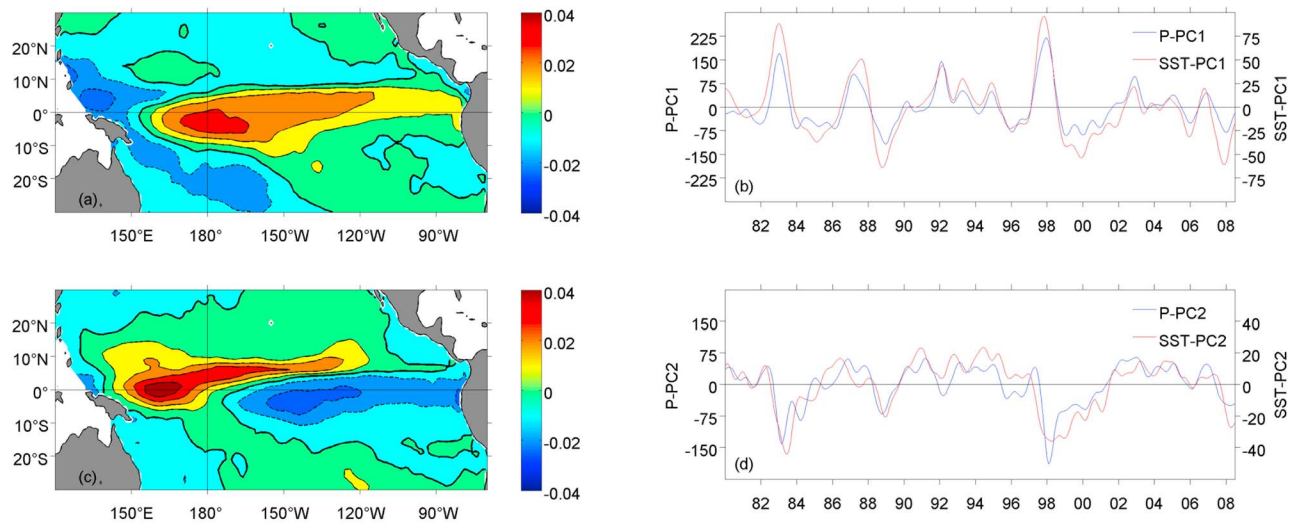 20°N
10°N
0°
10°S
20°S
(a)
150°E 180° 150°W 120°W 90°W
0.04
0.02
0
-0.02
-0.04
P-PC1
225
150
75
0
-75
-150
-225
P-PC1
SST-PC1
(b)
75
50
25
0
-25
-50
-75
SST-PC1
82 84 86 88 90 92 94 96 98 00 02 04 06 08
20°N
10°N
0°
10°S
20°S
(c)
150°E 180° 150°W 120°W 90°W
0.04
0.02
0
-0.02
-0.04
P-PC2
150
75
0
-75
-150
P-PC2
SST-PC2
(d)
40
20
0
-20
-40
SST-PC2
82 84 86 88 90 92 94 96 98 00 02 04 06 08